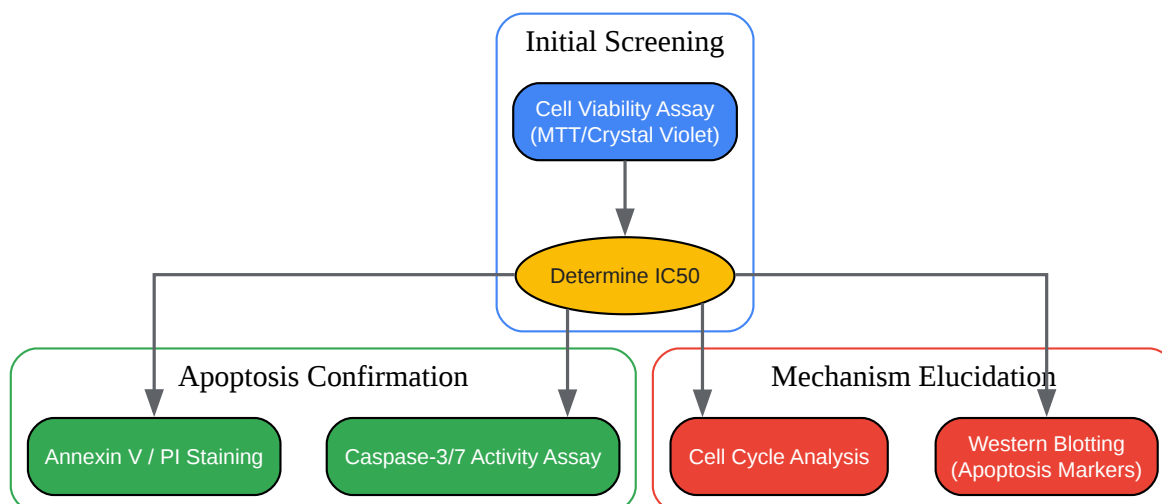 Initial Screening
Cell Viability Assay
(MTT/Crystal Violet)
Determine IC50
Apoptosis Confirmation
Mechanism Elucidation
Annexin V / PI Staining
Caspase-3/7 Activity Assay
Cell Cycle Analysis
Western Blotting
(Apoptosis Markers)